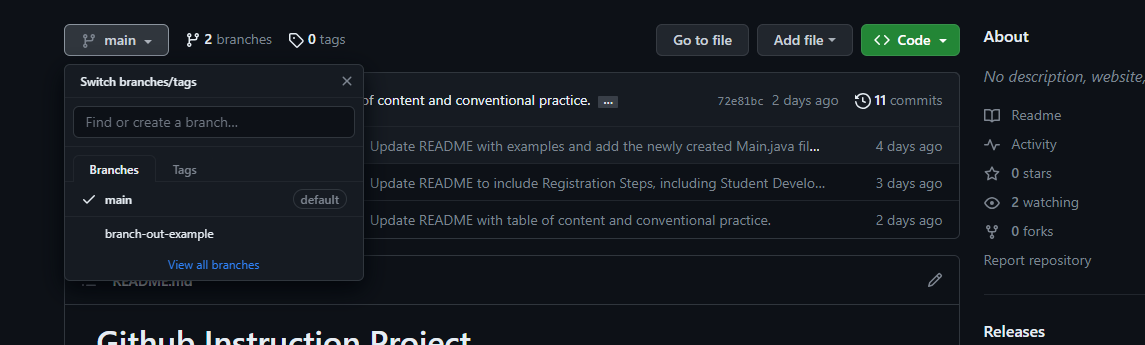 main
2 branches
0 tags
Go to file
Add file
<> Code
Switch branches/tags
Find or create a branch...
Branches
Tags
main
default
branch-out-example
View all branches
of content and conventional practice. ...
72e81bc 2 days ago
11 commits
Update README with examples and add the newly created Main.java fil...
4 days ago
Update README to include Registration Steps, including Student Develo...
3 days ago
Update README with table of content and conventional practice.
2 days ago
README.md
Github Instruction Project
About
No description, website,
Readme
Activity
0 stars
2 watching
0 forks
Report repository
Releases